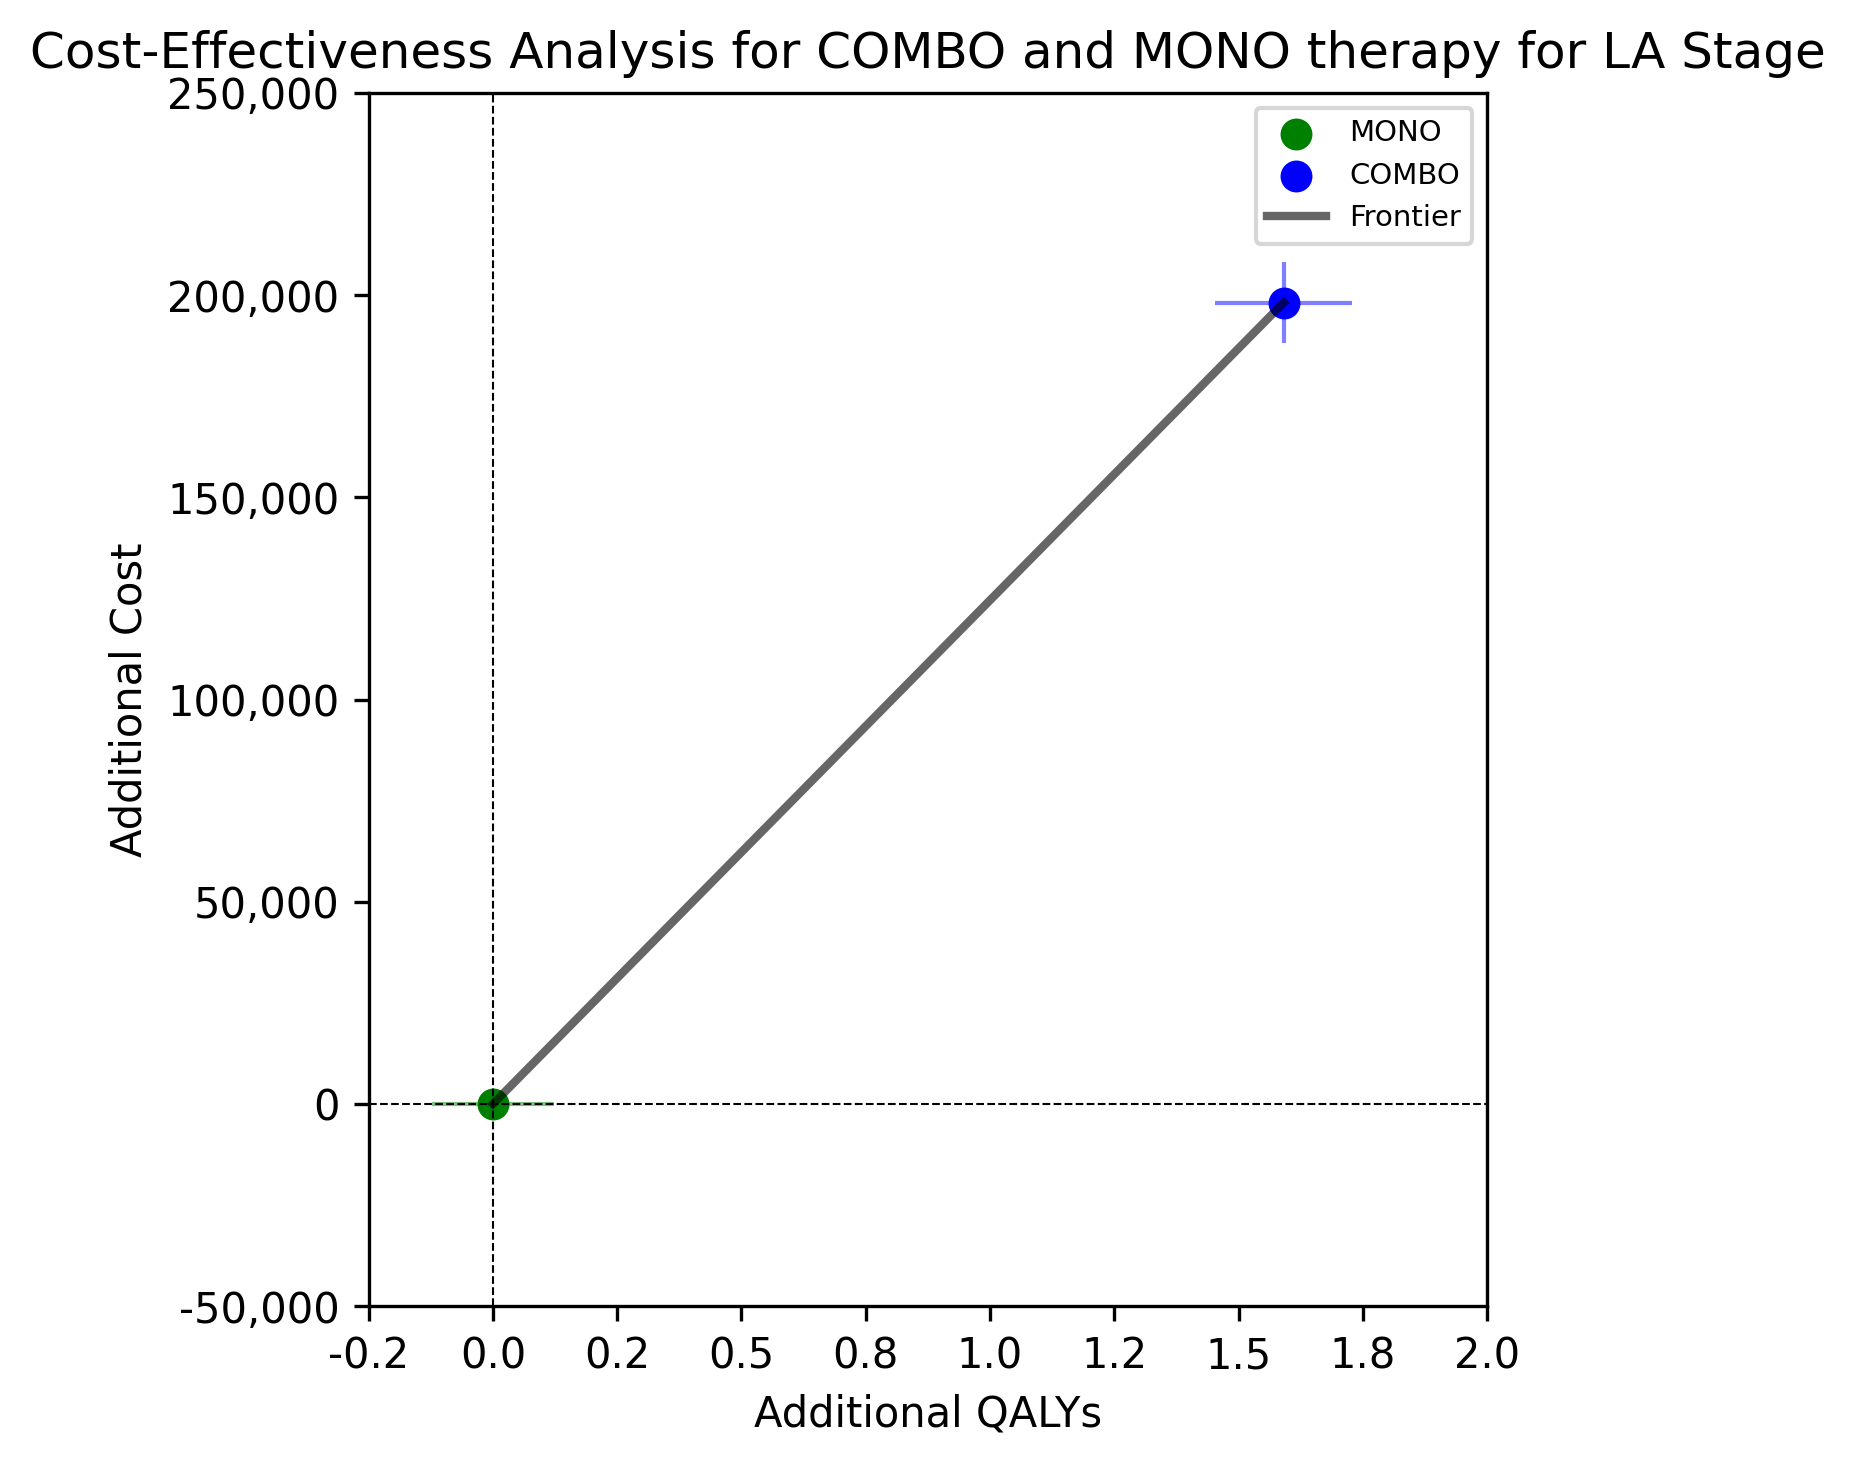 Cost-Effectiveness Analysis for COMBO and MONO therapy for LA Stage
250,000
200,000
150,000
100,000
50,000
0
-50,000
Additional Cost
MONO
COMBO
Frontier
-0.2 0.0 0.2 0.5 0.8 1.0 1.2 1.5 1.8 2.0
Additional QALYs